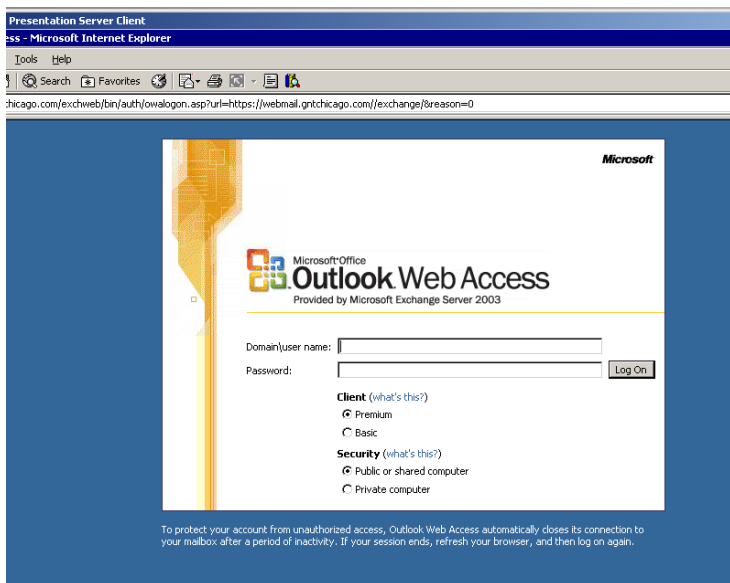 Presentation Server Client
ess - Microsoft Internet Explorer
Tools Help
Search Favorites
chicago.com/exchweb/bin/auth/owalogon.asp?url=https://webmail.gntchicago.com//exchange/&reason=0
Microsoft
Microsoft Office
Outlook Web Access
Provided by Microsoft Exchange Server 2003
Domain\user name:
Password:
Log On
Client (what's this?)
Premium
Basic
Security (what's this?)
Public or shared computer
Private computer
To protect your account from unauthorized access, Outlook Web Access automatically closes its connection to
your mailbox after a period of inactivity. If your session ends, refresh your browser, and then log on again.